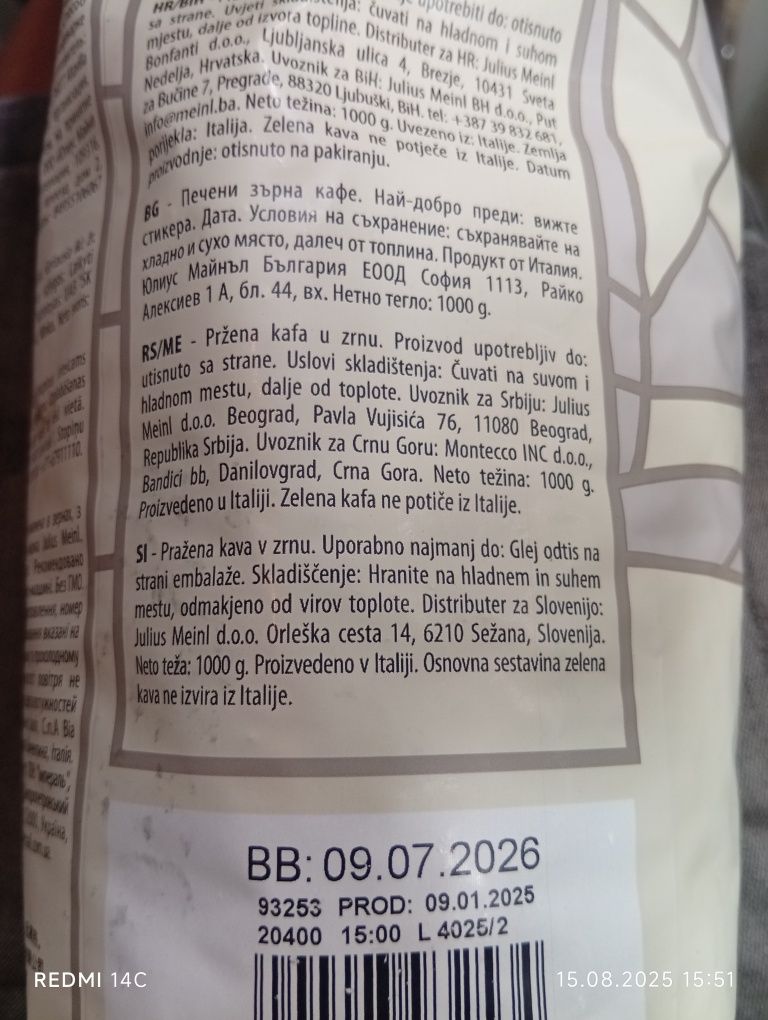 HR/BIH
upotrebiti do: otisnuto
sa strane. Uvjeti čuvati na hladnom i suhom
mjestu, dalje od izvora topline. Distributer za HR: Julius Meinl
Bonfanti d.o.o., Ljubljanska ulica 4, Brezje, 10431 Sveta
Nedelja, Hrvatska. Uvoznik za BiH: Julius Meinl BH d.o.o., Put
za Bučine 7, Pregrađe, 88320 Ljubuški, BiH. tel: +387 39 832 681,
info@meinl.ba. Neto težina: 1000 g. Uvezeno iz: Italije. Zemlja
porijekla: Italija. Zelena kava ne potječe iz Italije. Datum
proizvodnje: otisnuto na pakiranju.
BG - Печени зърна кафе. Най-добро преди: вижте
стикера. Дата. Условия на съхранение: съхранявайте на
хладно и сухо място, далеч от топлина. Продукт от Италия.
Юлиус Майнъл България ЕООД София 1113, Райко
Алексиев 1 А, бл. 44, вх. Нетно тегло: 1000 g.
RS/ME - Pržena kafa u zrnu. Proizvod upotrebljiv do:
utisnuto sa strane. Uslovi skladištenja: Čuvati na suvom i
hladnom mestu, dalje od toplote. Uvoznik za Srbiju: Julius
Meinl d.o.o. Beograd, Pavla Vujisića 76, 11080 Beograd,
Republika Srbija. Uvoznik za Crnu Goru: Montecco INC d.o.o.,
Bandići bb, Danilovgrad, Crna Gora. Neto težina: 1000 g.
Proizvedeno u Italiji. Zelena kafa ne potiče iz Italije.
SI - Pražena kava v zrnu. Uporabno najmanj do: Glej odtis na
strani embalaže. Skladiščenje: Hranite na hladnem in suhem
mestu, odmakjeno od virov toplote. Distributer za Slovenijo:
Julius Meinl d.o.o. Orleška cesta 14, 6210 Sežana, Slovenija.
Neto teža: 1000 g. Proizvedeno v Italiji. Osnovna sestavina zelena
kava ne izvira iz Italije.
BB: 09.07.2026
93253 PROD: 09.01.2025
20400 15:00 L 4025/2
REDMI 14C
15.08.2025 15:51